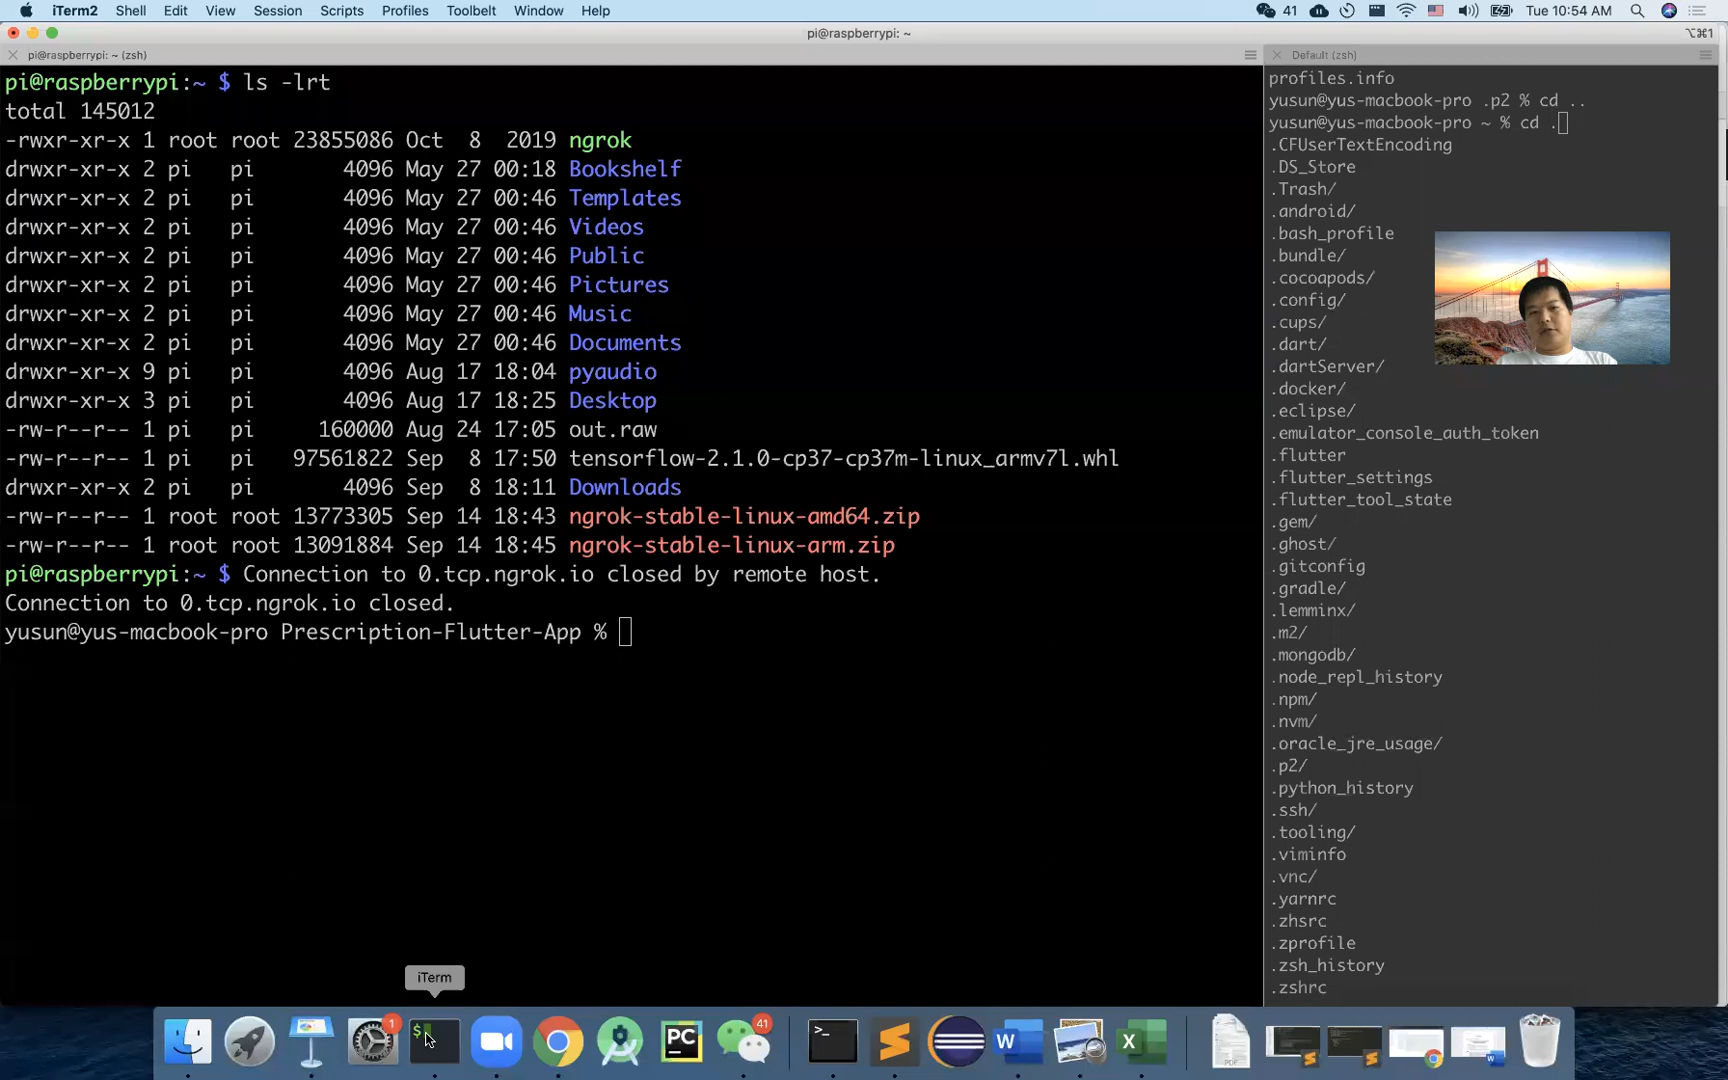 iTerm2 Shell Edit View Session Scripts Profiles Toolbelt Window Help 41 Tue 10:54 AM
pi@raspberrypi: ~ ⌥⌘1
pi@raspberrypi: ~ (zsh)
pi@raspberrypi:~ $ ls -lrt
total 145012
-rwxr-xr-x 1 root root 23855086 Oct  8  2019 ngrok
drwxr-xr-x 2 pi   pi       4096 May 27 00:18 Bookshelf
drwxr-xr-x 2 pi   pi       4096 May 27 00:46 Templates
drwxr-xr-x 2 pi   pi       4096 May 27 00:46 Videos
drwxr-xr-x 2 pi   pi       4096 May 27 00:46 Public
drwxr-xr-x 2 pi   pi       4096 May 27 00:46 Pictures
drwxr-xr-x 2 pi   pi       4096 May 27 00:46 Music
drwxr-xr-x 2 pi   pi       4096 May 27 00:46 Documents
drwxr-xr-x 9 pi   pi       4096 Aug 17 18:04 pyaudio
drwxr-xr-x 3 pi   pi       4096 Aug 17 18:25 Desktop
-rw-r--r-- 1 pi   pi     160000 Aug 24 17:05 out.raw
-rw-r--r-- 1 pi   pi   97561822 Sep  8 17:50 tensorflow-2.1.0-cp37-cp37m-linux_armv7l.whl
drwxr-xr-x 2 pi   pi       4096 Sep  8 18:11 Downloads
-rw-r--r-- 1 root root 13773305 Sep 14 18:43 ngrok-stable-linux-amd64.zip
-rw-r--r-- 1 root root 13091884 Sep 14 18:45 ngrok-stable-linux-arm.zip
pi@raspberrypi:~ $ Connection to 0.tcp.ngrok.io closed by remote host.
Connection to 0.tcp.ngrok.io closed.
yusun@yus-macbook-pro Prescription-Flutter-App %
Default (zsh)
profiles.info
yusun@yus-macbook-pro .p2 % cd ..
yusun@yus-macbook-pro ~ % cd .
.CFUserTextEncoding
.DS_Store
.Trash/
.android/
.bash_profile
.bundle/
.cocoapods/
.config/
.cups/
.dart/
.dartServer/
.docker/
.eclipse/
.emulator_console_auth_token
.flutter
.flutter_settings
.flutter_tool_state
.gem/
.ghost/
.gitconfig
.gradle/
.lemminx/
.m2/
.mongodb/
.node_repl_history
.npm/
.nvm/
.oracle_jre_usage/
.p2/
.python_history
.ssh/
.tooling/
.viminfo
.vnc/
.yarnrc
.zhsrc
.zprofile
.zsh_history
.zshrc
iTerm
1
$
PC
41
>_
W
X
PDF